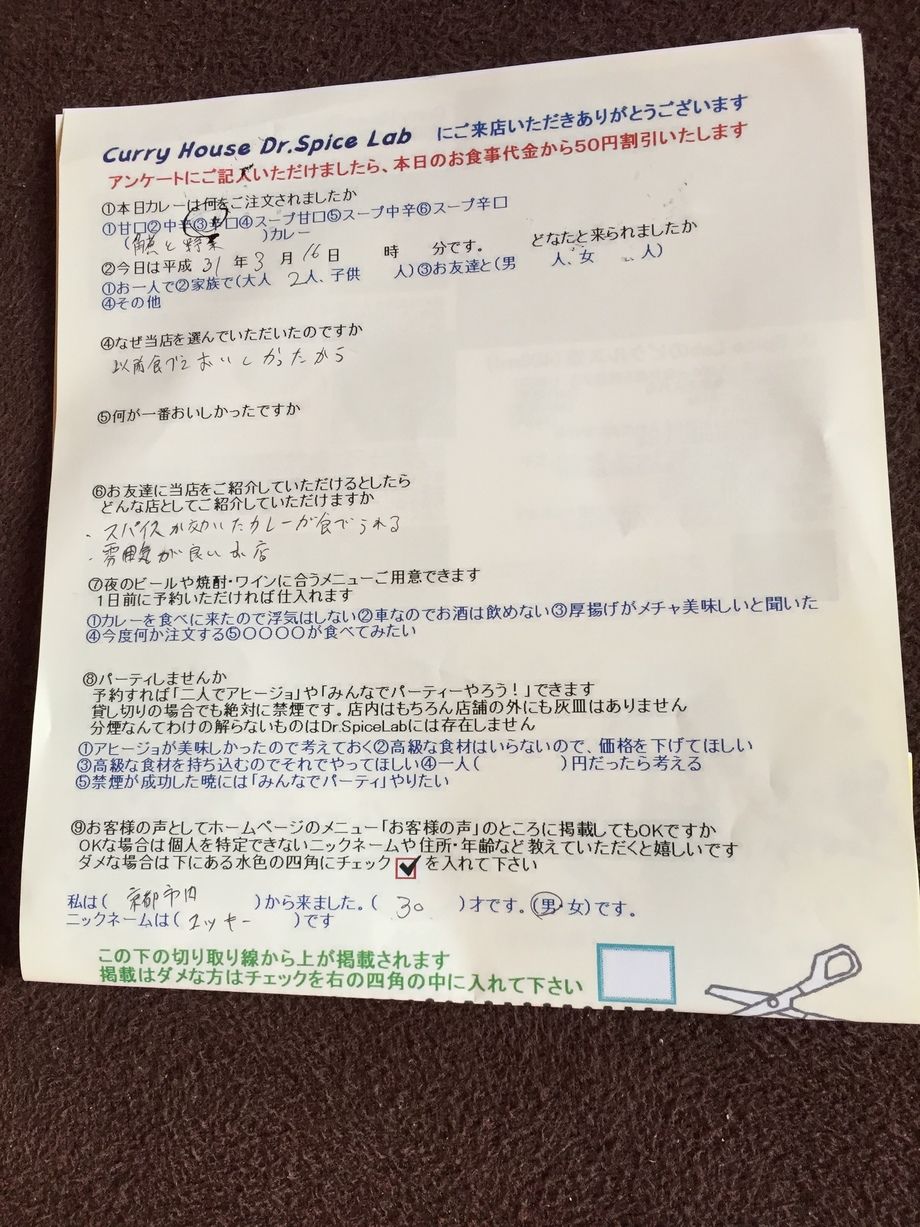 Curry House Dr.Spice Lab にご来店いただきありがとうございます
アンケートにご記入いただけましたら、本日のお食事代金から50円割引いたします
①本日カレーは何をご注文されましたか
①甘口②中辛③辛口④スープ甘口⑤スープ中辛⑥スープ辛口
( と野菜 )カレー
②今日は平成 31 年 3 月 16 日 時 分です。 どなたと来られましたか
①お一人で②家族で(大人 2人、子供 人)③お友達と(男 人、女 人)
④その他
④なぜ当店を選んでいただいたのですか
以前食べておいしかったから
⑤何が一番おいしかったですか
⑥お友達に当店をご紹介していただけるとしたら
どんな店としてご紹介していただけますか
・スパイスが効いたカレーが食べられる
・雰囲気が良いお店
⑦夜のビールや焼酎・ワインに合うメニューご用意できます
1日前に予約いただければ仕入れます
①カレーを食べに来たので浮気はしない②車なのでお酒は飲めない③厚揚げがメチャ美味しいと聞いた
④今度何か注文する⑤〇〇〇〇が食べてみたい
⑧パーティしませんか
予約すれば「二人でアヒージョ」や「みんなでパーティーやろう！」できます
貸し切りの場合でも絶対に禁煙です。店内はもちろん店舗の外にも灰皿はありません
分煙なんてわけの解らないものはDr.SpiceLabには存在しません
①アヒージョが美味しかったので考えておく②高級な食材はいらないので、価格を下げてほしい
③高級な食材を持ち込むのでそれでやってほしい④一人( )円だったら考える
⑤禁煙が成功した暁には「みんなでパーティ」やりたい
⑨お客様の声としてホームページのメニュー「お客様の声」のところに掲載してもOKですか
OKな場合は個人を特定できないニックネームや住所・年齢など教えていただくと嬉しいです
ダメな場合は下にある水色の四角にチェック✔を入れて下さい
私は( 京都市内 )から来ました。( 30 )才です。(男 女)です。
ニックネームは( ユッキー )です
この下の切り取り線から上が掲載されます
掲載はダメな方はチェックを右の四角の中に入れて下さい